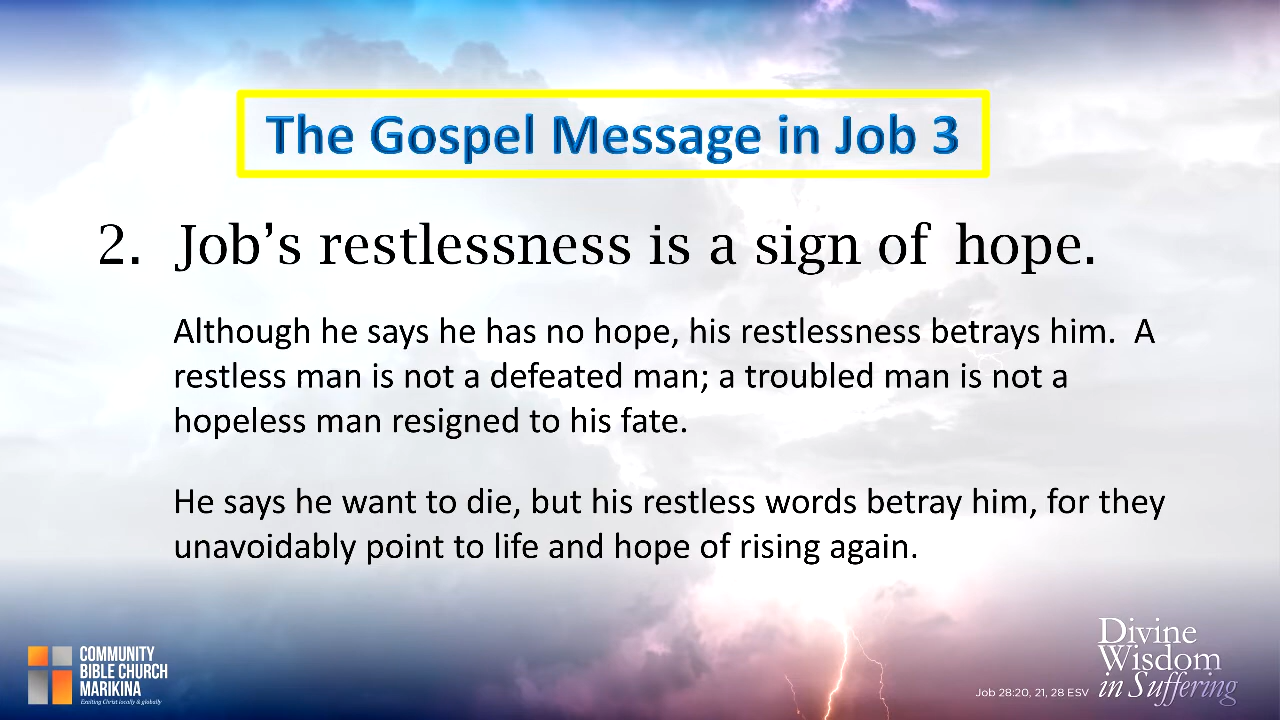 The Gospel Message in Job 3
2. Job’s restlessness is a sign of hope.
Although he says he has no hope, his restlessness betrays him. A
restless man is not a defeated man; a troubled man is not a
hopeless man resigned to his fate.
He says he want to die, but his restless words betray him, for they
unavoidably point to life and hope of rising again.
COMMUNITY
BIBLE CHURCH
MARIKINA
Exalting Christ locally & globally
Job 28:20, 21, 28 ESV
Divine
Wisdom
in Suffering